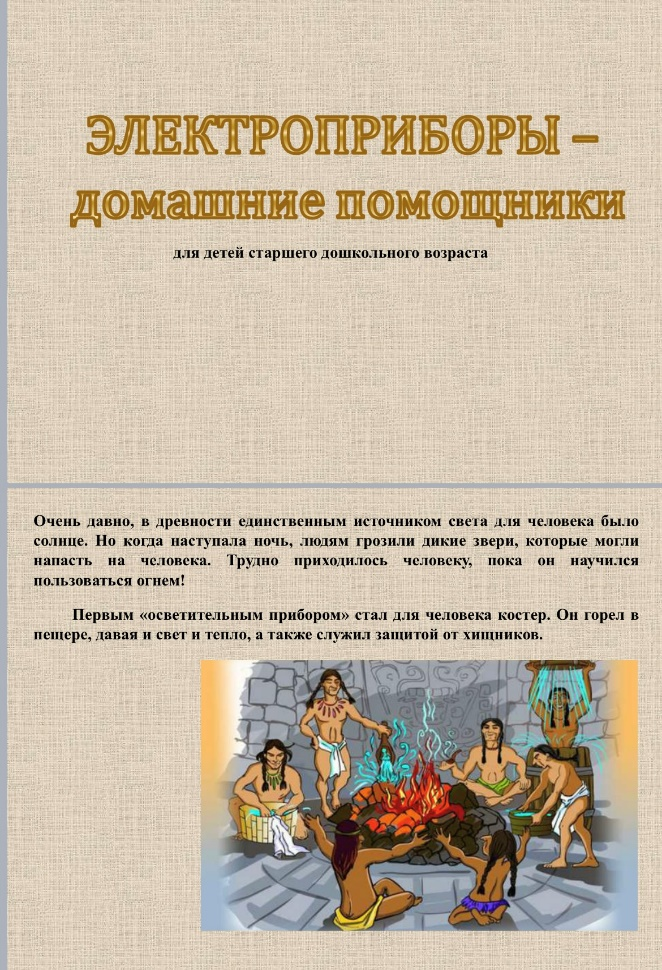 ЭЛЕКТРОПРИБОРЫ –
домашние помощники
для детей старшего дошкольного возраста
Очень давно, в древности единственным источником света для человека было
солнце. Но когда наступала ночь, людям грозили дикие звери, которые могли
напасть на человека. Трудно приходилось человеку, пока он научился
пользоваться огнем!
Первым «осветительным прибором» стал для человека костер. Он горел в
пещере, давая и свет и тепло, а также служил защитой от хищников.